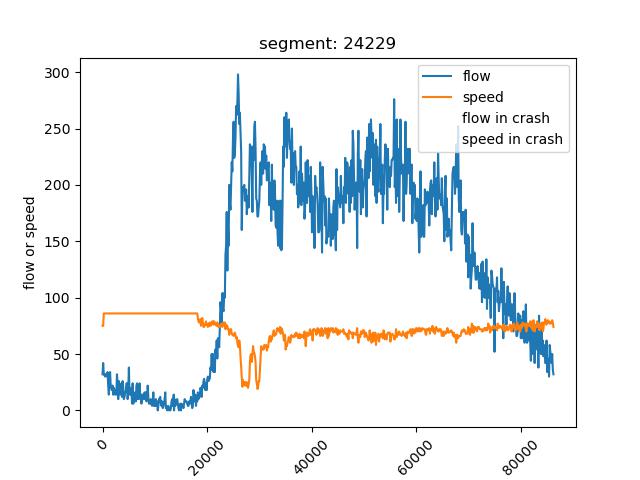 segment: 24229
flow
speed
flow in crash
speed in crash
300
250
200
150
100
50
0
flow or speed
0
20000
40000
60000
80000